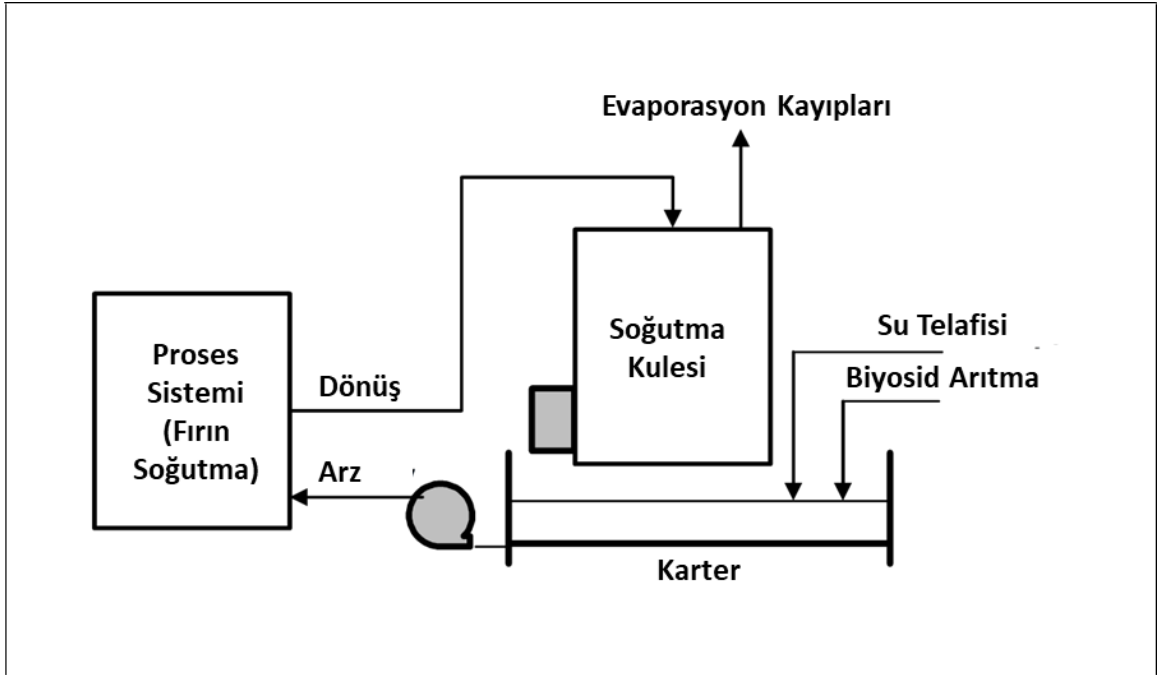 Evaporasyon Kayıpları
Proses
Sistemi
(Fırın
Soğutma)
Dönüş
Arz
Soğutma
Kulesi
Su Telafisi
Biyosid Arıtma
Karter